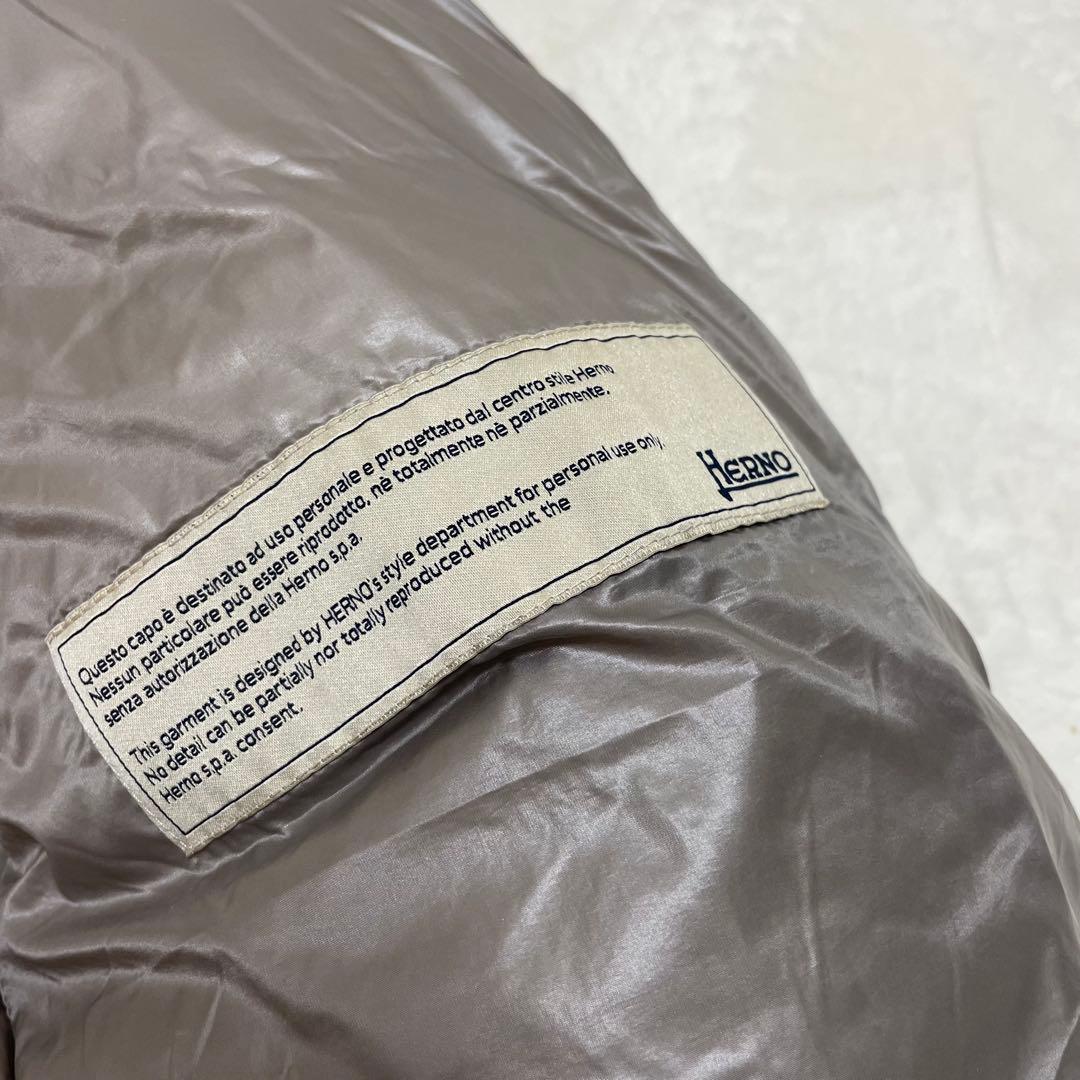 Questo capo è destinato ad uso personale e progettato dal centro stile Herno
Nessun particolare può essere riprodotto, nè totalmente nè parzialmente,
senza autorizzazione della Herno s.p.a.
This garment is designed by HERNO's style department for personal use only.
No detail can be partially nor totally reproduced without the
Herno s.p.a. consent.
HERNO